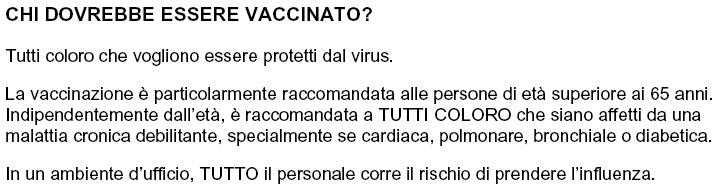 CHI DOVREBBE ESSERE VACCINATO?
Tutti coloro che vogliono essere protetti dal virus.
La vaccinazione è particolarmente raccomandata alle persone di età superiore ai 65 anni.
Indipendentemente dall'età, è raccomandata a TUTTI COLORO che siano affetti da una
malattia cronica debilitante, specialmente se cardiaca, polmonare, bronchiale o diabetica.
In un ambiente d'ufficio, TUTTO il personale corre il rischio di prendere l'influenza.